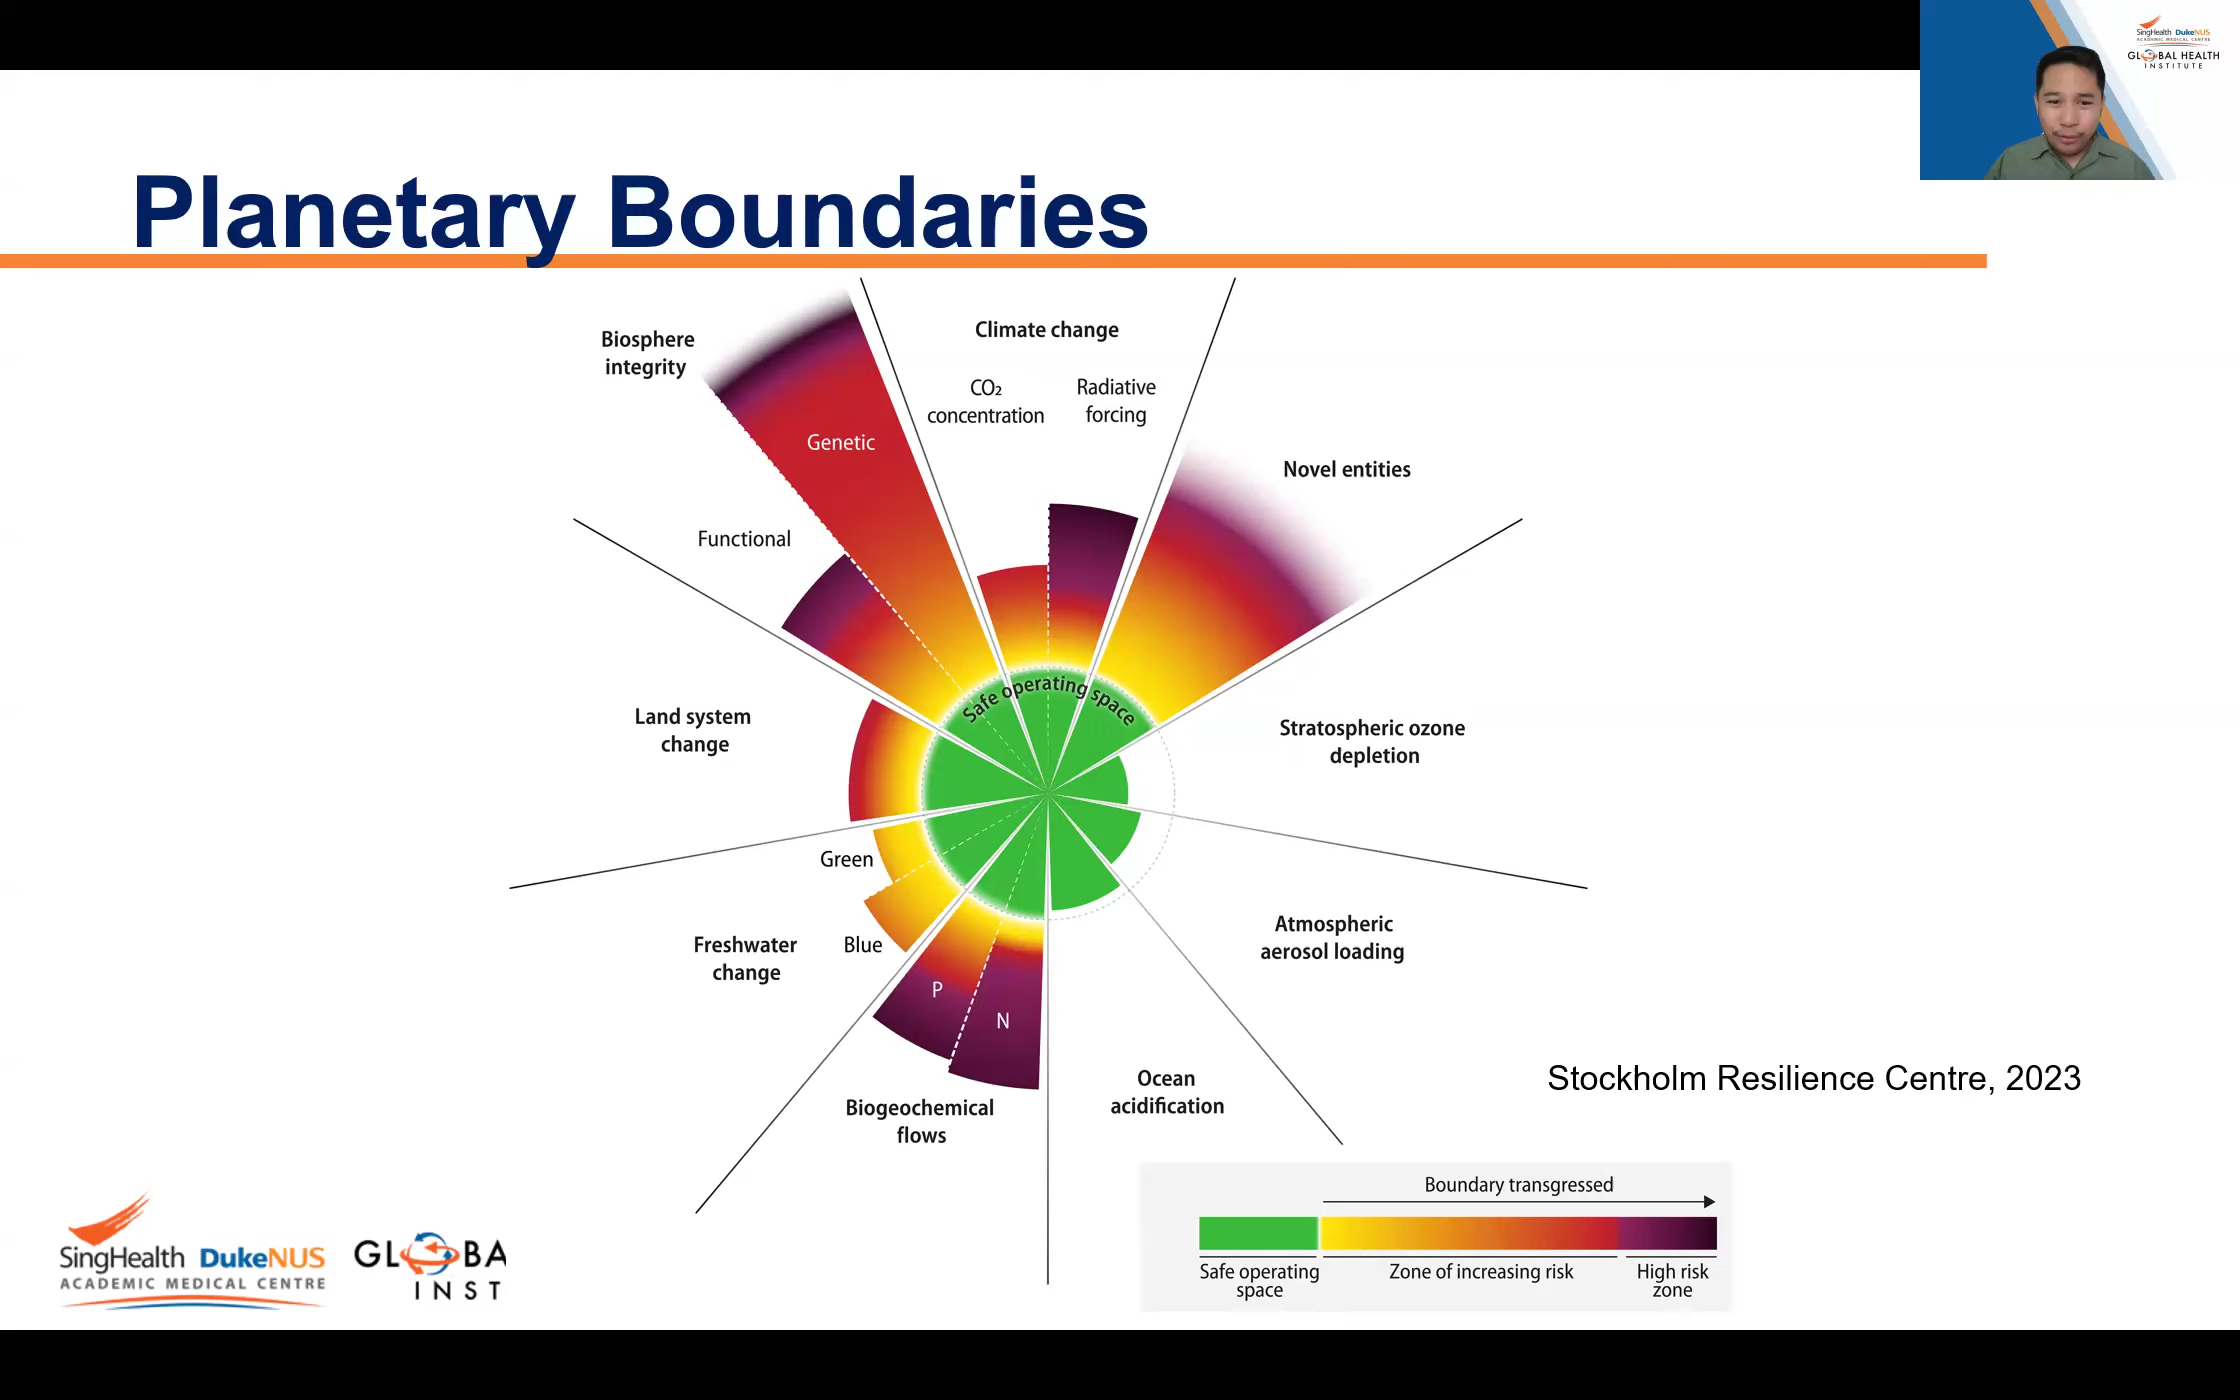 SingHealth DukeNUS
ACADEMIC MEDICAL CENTRE
GLOBAL HEALTH
INSTITUTE
Planetary Boundaries
Biosphere
integrity
Climate change
CO₂
concentration
Radiative
forcing
Genetic
Novel entities
Functional
Safe operating space
Land system
change
Stratospheric ozone
depletion
Green
Freshwater
change
Blue
Atmospheric
aerosol loading
P
N
Biogeochemical
flows
Ocean
acidification
Stockholm Resilience Centre, 2023
Boundary transgressed
Safe operating
space
Zone of increasing risk
High risk
zone
SingHealth DukeNUS
ACADEMIC MEDICAL CENTRE
GLOBA
INST